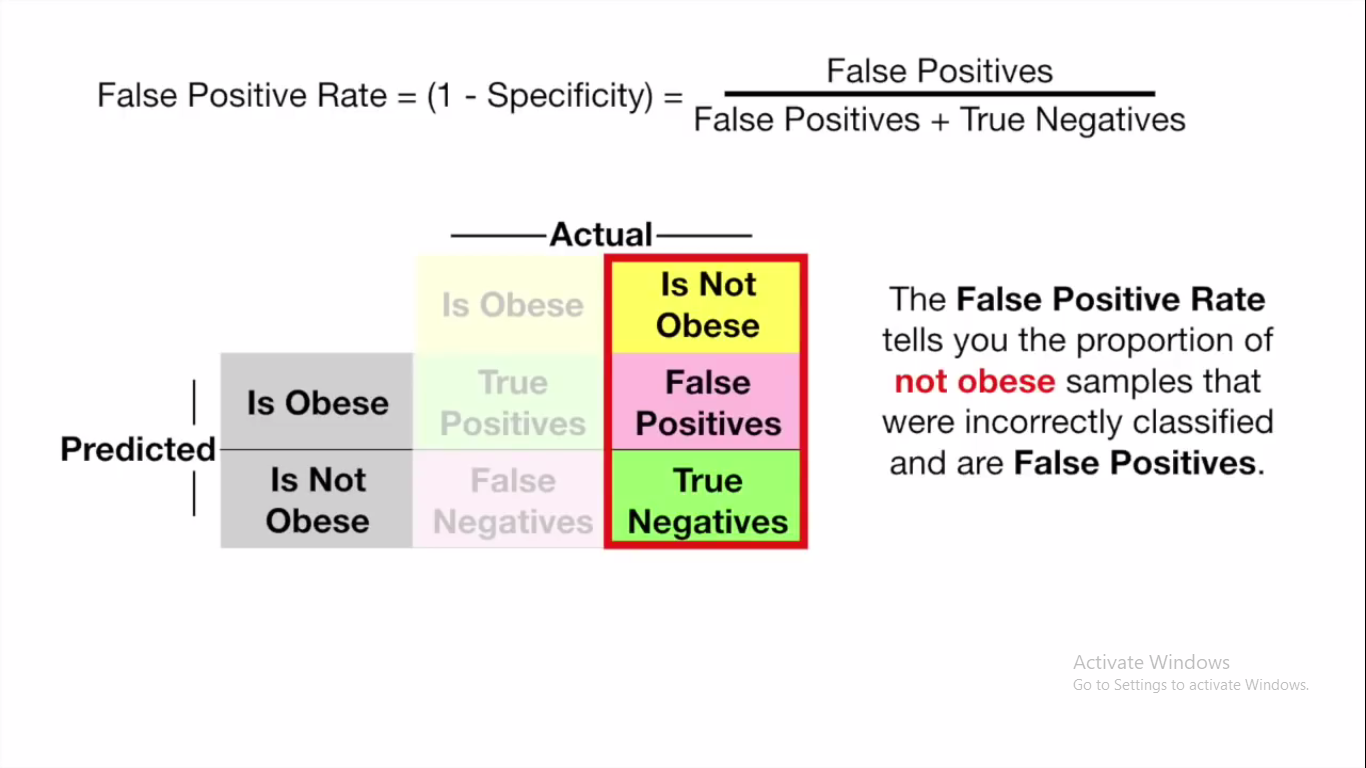 False Positive Rate = (1 - Specificity) =
False Positives
False Positives + True Negatives
Actual
Is Obese
Is Not
Obese
Predicted
Is Obese
True
Positives
False
Positives
Is Not
Obese
False
Negatives
True
Negatives
The False Positive Rate
tells you the proportion of
not obese samples that
were incorrectly classified
and are False Positives.
Activate Windows
Go to Settings to activate Windows.